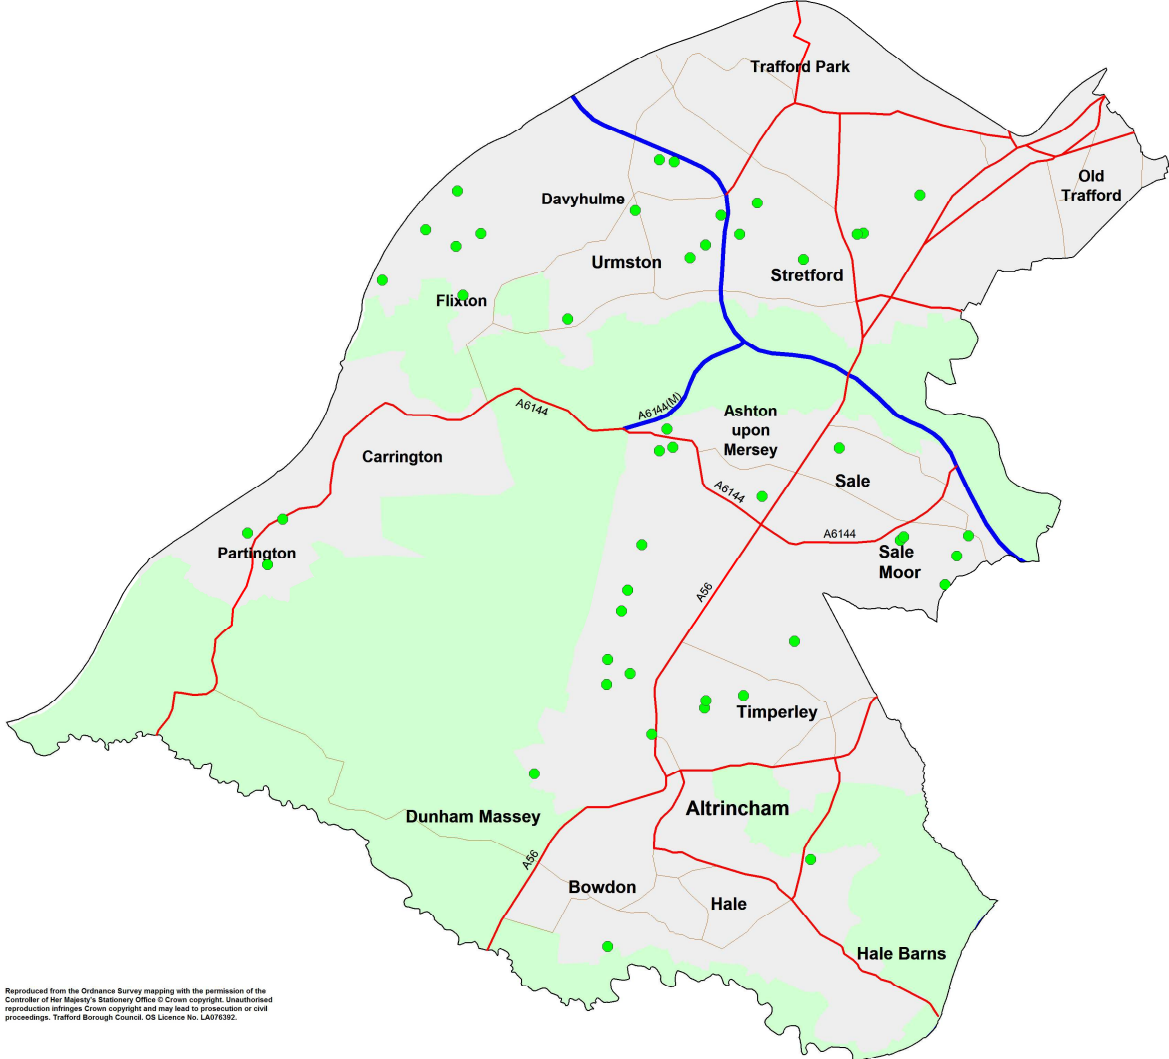 Trafford Park
Old
Trafford
Davyhulme
Urmston
Stretford
Flixton
A6144(M)
A6144
Ashton
upon
Mersey
Carrington
Sale
A6144
A6144
Partington
Sale
Moor
A56
Timperley
Altrincham
Dunham Massey
A56
Bowdon
Hale
Hale Barns
Reproduced from the Ordnance Survey mapping with the permission of the
Controller of Her Majesty's Stationery Office © Crown copyright. Unauthorised
reproduction infringes Crown copyright and may lead to prosecution or civil
proceedings. Trafford Borough Council. OS Licence No. LA076392.